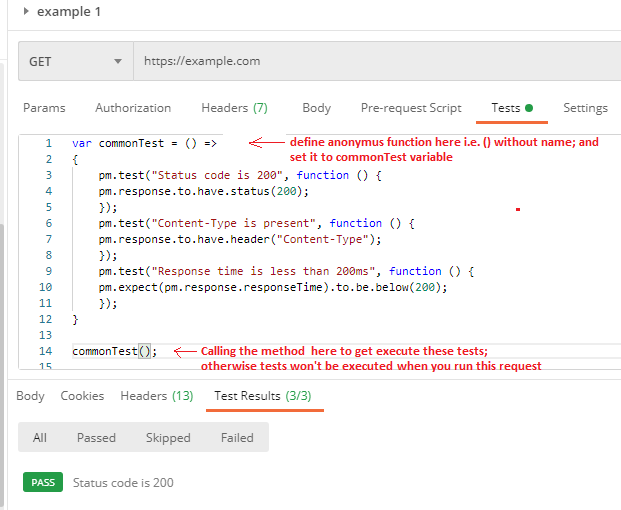 example 1
GET https://example.com
Params Authorization Headers (7) Body Pre-request Script Tests Settings
1 var commonTest = () => define anonymus function here i.e. () without name; and
set it to commonTest variable
2 {
3 pm.test("Status code is 200", function () {
4 pm.response.to.have.status(200);
5 });
6 pm.test("Content-Type is present", function () {
7 pm.response.to.have.header("Content-Type");
8 });
9 pm.test("Response time is less than 200ms", function () {
10 pm.expect(pm.response.responseTime).to.be.below(200);
11 });
12 }
13
14 commonTest(); Calling the method here to get execute these tests;
15 otherwise tests won't be executed when you run this request
Body Cookies Headers (13) Test Results (3/3)
All Passed Skipped Failed
PASS Status code is 200